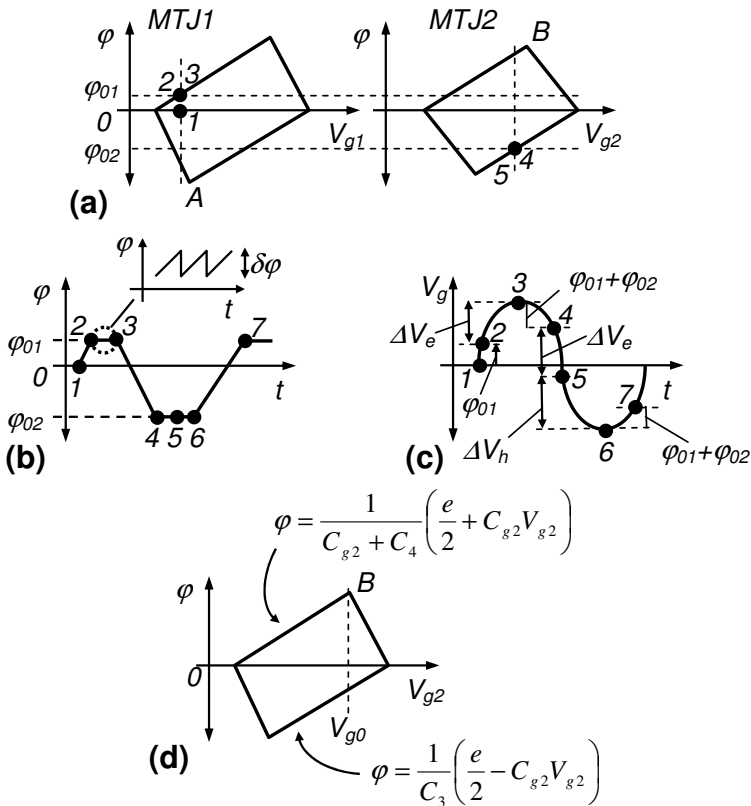 MTJ1 MTJ2
φ φ B
2 3
φ01
0 1
Vg1 Vg2
φ02 4
5
A
(a)
φ
δφ
t
φ
2 3 7
φ01
0
1 t
φ02
4 5 6
(b)
Vg 3 φ01+φ02
4
ΔVe 2 ΔVe
1 5
φ01 7 t
ΔVh
6 φ01+φ02
(c)
φ = 1/(Cg2 + C4) (e/2 + Cg2Vg2)
φ B
0
Vg2
Vg0
(d)
φ = 1/C3 (e/2 − Cg2Vg2)